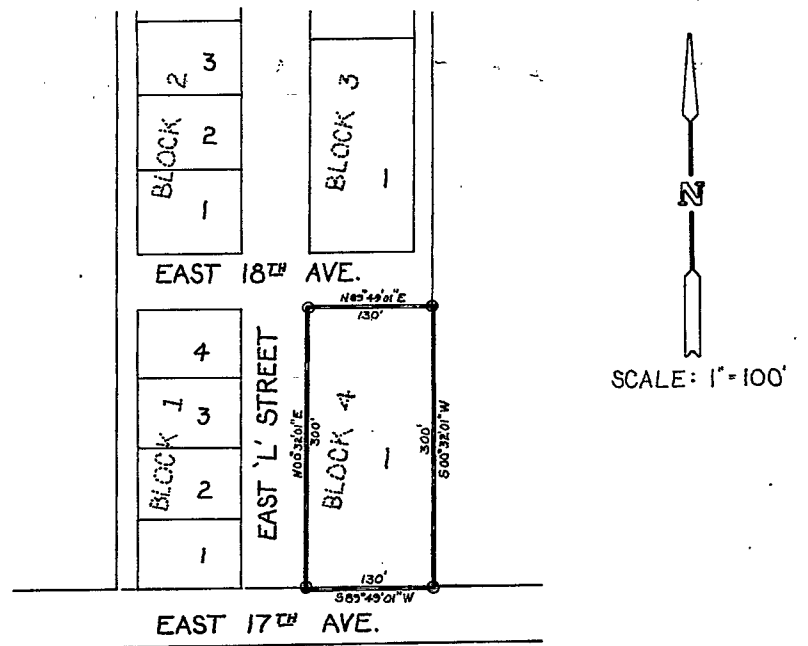 BLOCK 2
3
2
1
BLOCK 3
1
N
SCALE: 1"=100'
EAST 18TH AVE.
N89°49'01"E
130'
BLOCK 1
4
3
2
1
EAST 'L' STREET
N00°32'01"E
300'
BLOCK 4
1
300'
S00°32'01"W
130'
S89°49'01"W
EAST 17TH AVE.